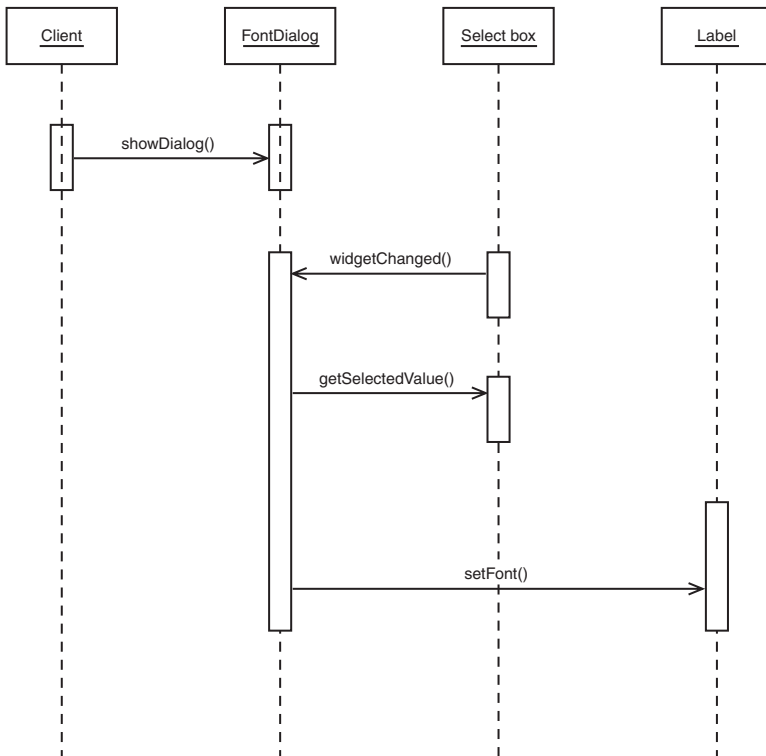 Client
FontDialog
Select box
Label
showDialog()
widgetChanged()
getSelectedValue()
setFont()